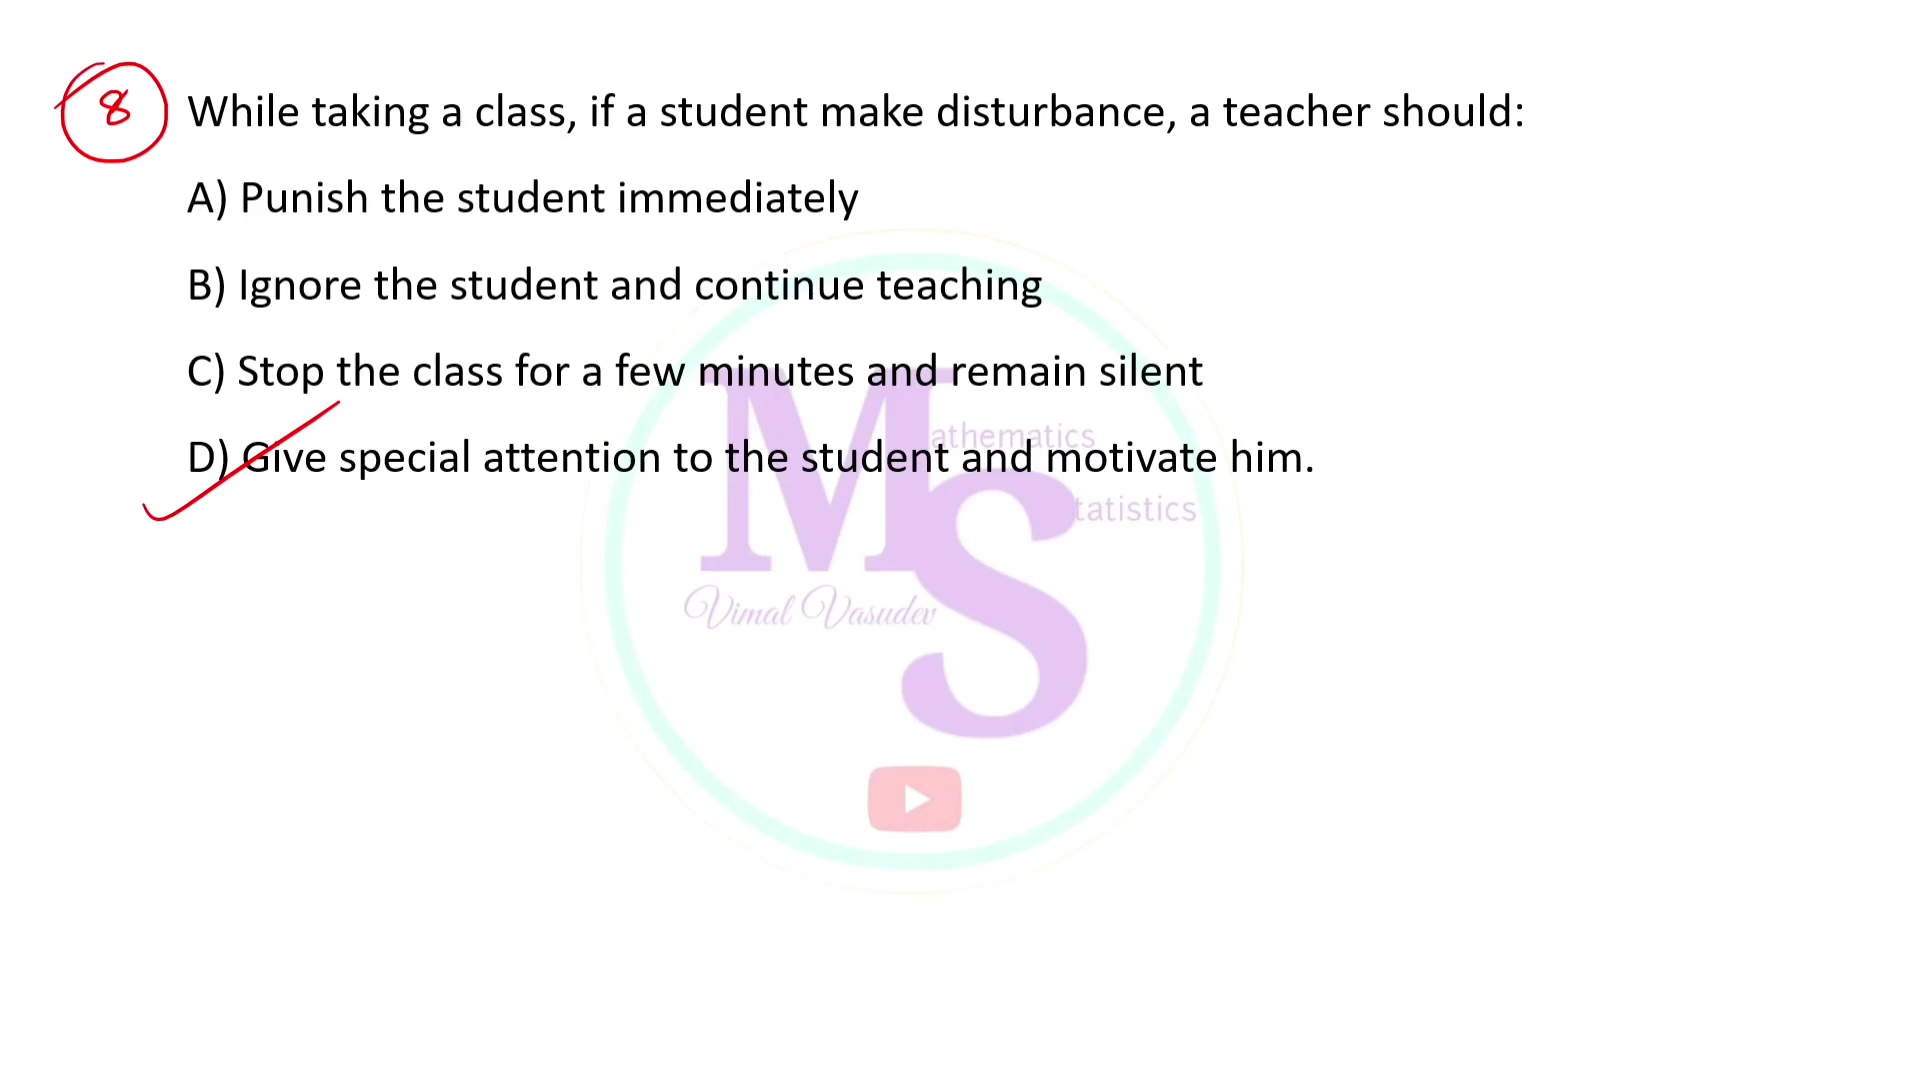 8 While taking a class, if a student make disturbance, a teacher should:
A) Punish the student immediately
B) Ignore the student and continue teaching
C) Stop the class for a few minutes and remain silent
D) Give special attention to the student and motivate him.
Mathematics
Statistics
Vimal Vasudev